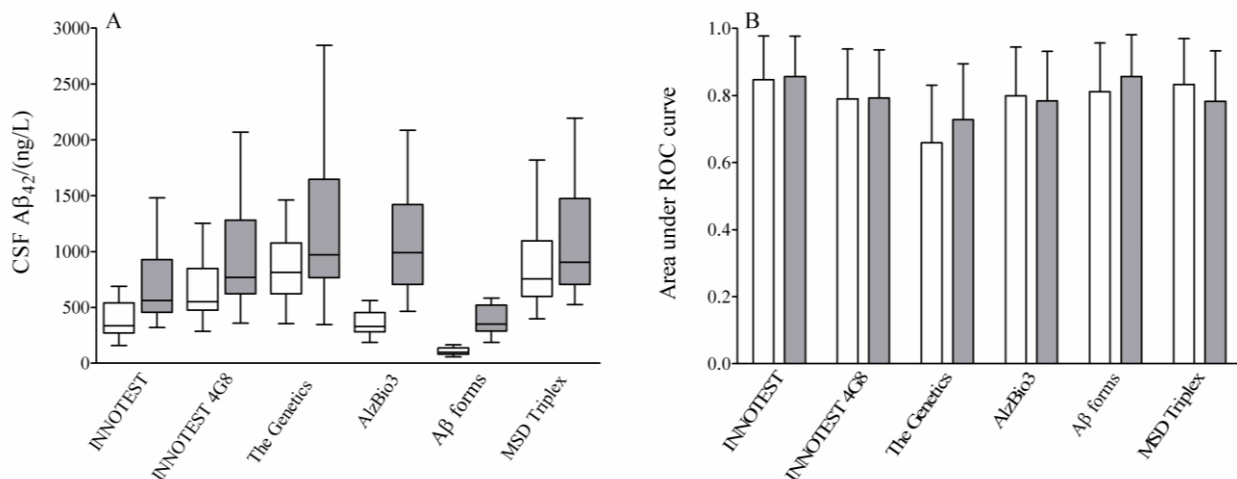 A
CSF Aβ42/(ng/L)
3000
2500
2000
1500
1000
500
0
INNOTEST
INNOTEST 4G8
The Genetics
AlzBio3
Aβ forms
MSD Triplex
B
Area under ROC curve
1.0
0.8
0.6
0.4
0.2
0.0
INNOTEST
INNOTEST 4G8
The Genetics
AlzBio3
Aβ forms
MSD Triplex